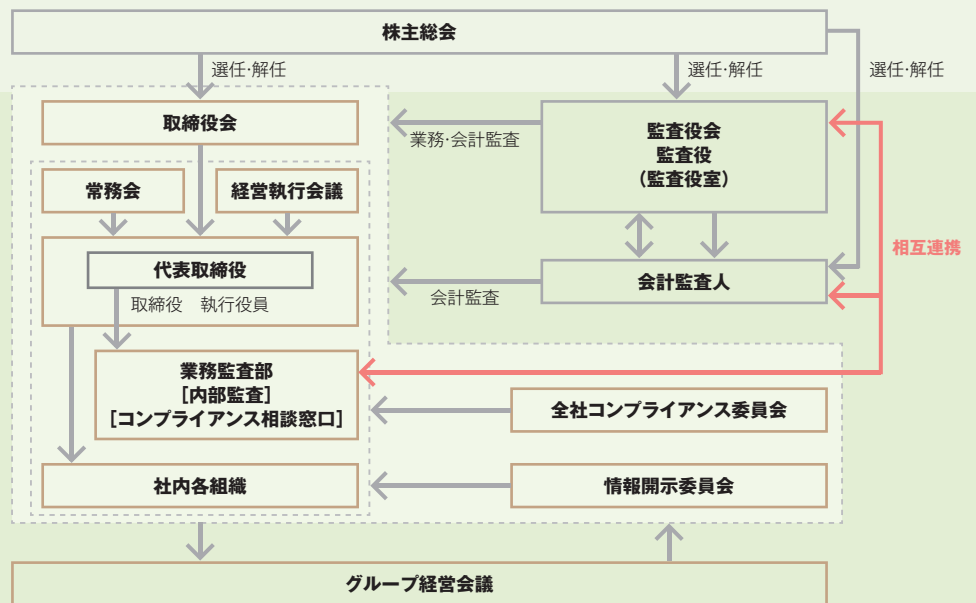 株主総会
選任・解任
選任・解任
選任・解任
取締役会
業務・会計監査
監査役会
監査役
（監査役室）
常務会
経営執行会議
相互連携
代表取締役
取締役　執行役員
会計監査
会計監査人
業務監査部
［内部監査］
［コンプライアンス相談窓口］
全社コンプライアンス委員会
社内各組織
情報開示委員会
グループ経営会議